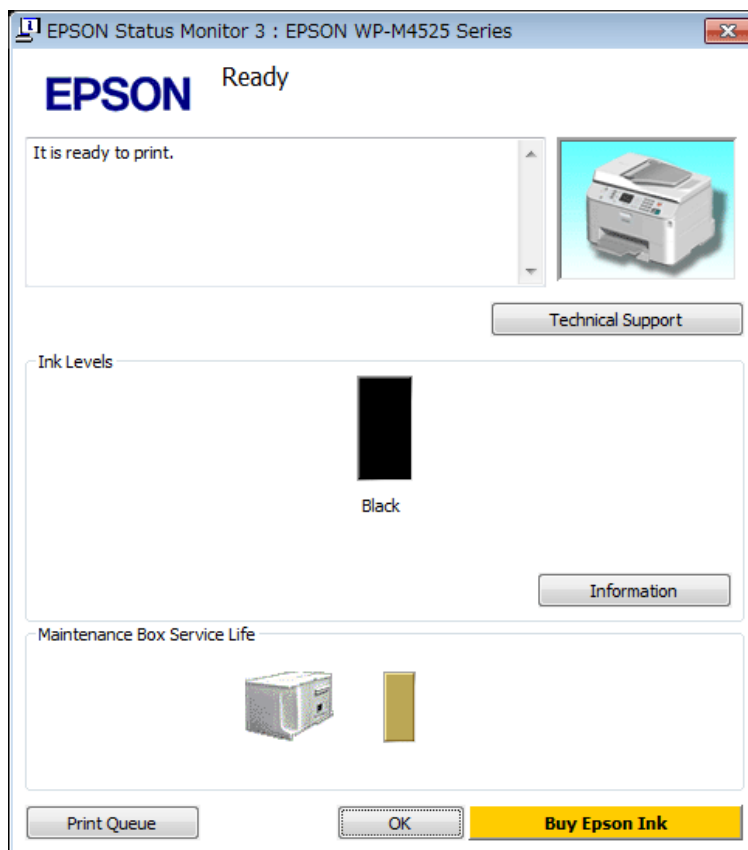 EPSON Status Monitor 3 : EPSON WP-M4525 Series
EPSON
Ready
It is ready to print.
Technical Support
Ink Levels
Black
Information
Maintenance Box Service Life
Print Queue
OK
Buy Epson Ink